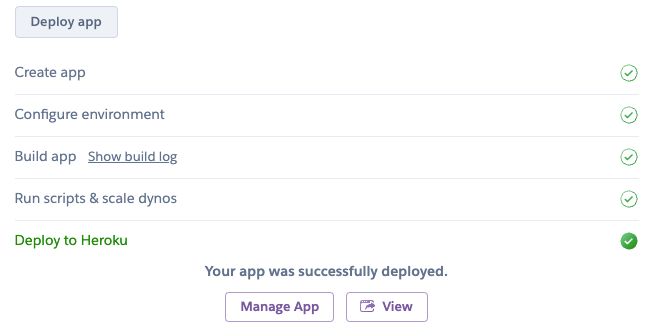 Deploy app
Create app
Configure environment
Build app Show build log
Run scripts & scale dynos
Deploy to Heroku
Your app was successfully deployed.
Manage App View